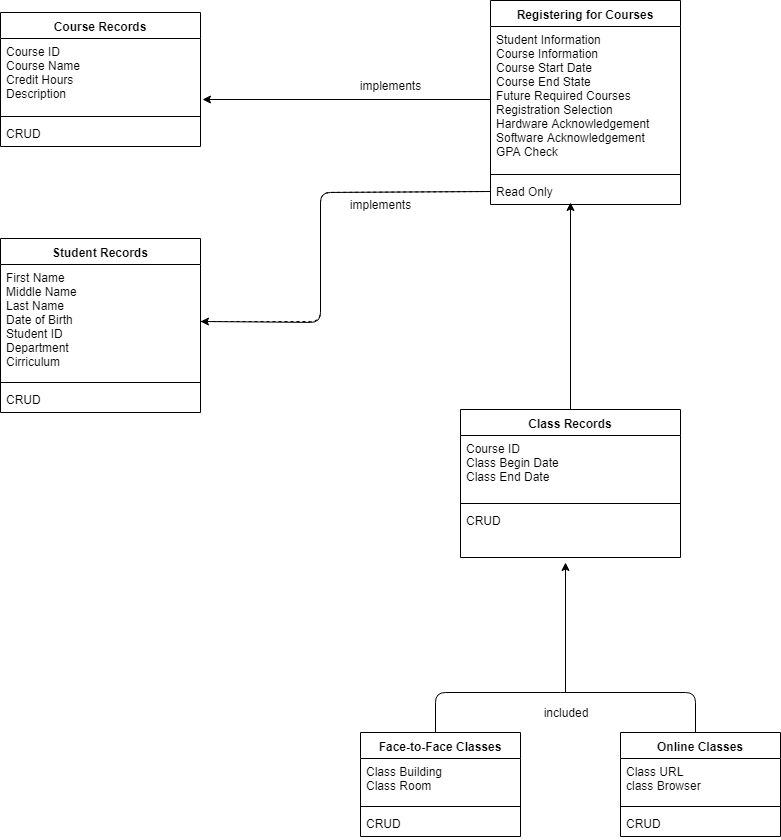 Course Records
Course ID
Course Name
Credit Hours
Description
CRUD
implements
Registering for Courses
Student Information
Course Information
Course Start Date
Course End State
Future Required Courses
Registration Selection
Hardware Acknowledgement
Software Acknowledgement
GPA Check
Read Only
implements
Student Records
First Name
Middle Name
Last Name
Date of Birth
Student ID
Department
Cirriculum
CRUD
Class Records
Course ID
Class Begin Date
Class End Date
CRUD
included
Face-to-Face Classes
Class Building
Class Room
CRUD
Online Classes
Class URL
class Browser
CRUD